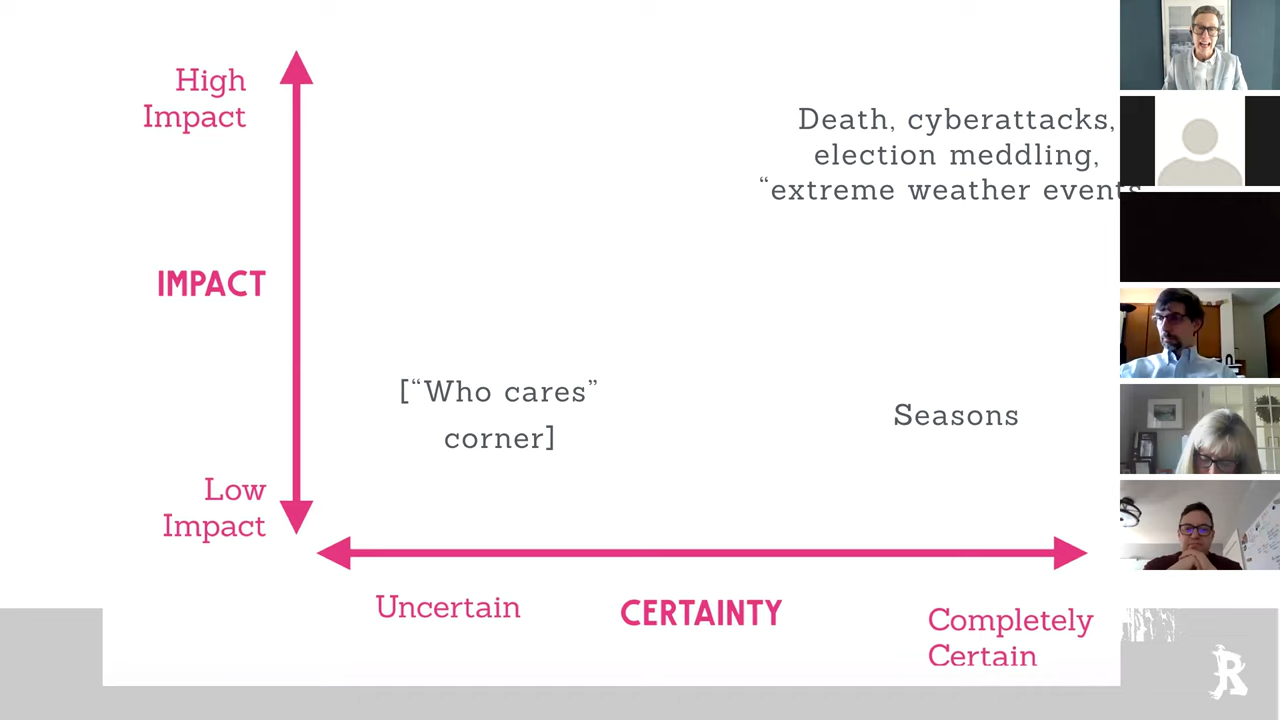 High
Impact
Death, cyberattacks,
election meddling,
“extreme weather events
IMPACT
[“Who cares”
corner]
Seasons
Low
Impact
Uncertain
CERTAINTY
Completely
Certain
R